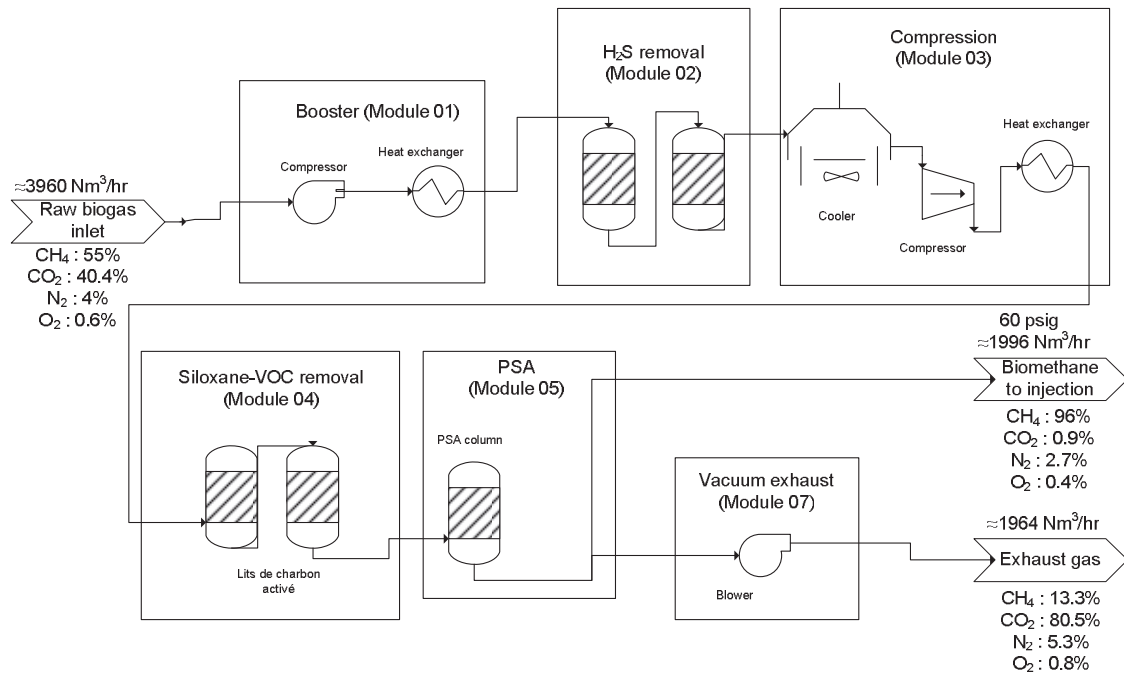 Booster (Module 01)
Compressor
Heat exchanger
H₂S removal
(Module 02)
Compression
(Module 03)
Heat exchanger
Cooler
Compressor
≈3960 Nm³/hr
Raw biogas
inlet
CH₄ : 55%
CO₂ : 40.4%
N₂ : 4%
O₂ : 0.6%
Siloxane-VOC removal
(Module 04)
Lits de charbon
activé
PSA
(Module 05)
PSA column
Vacuum exhaust
(Module 07)
Blower
60 psig
≈1996 Nm³/hr
Biomethane
to injection
CH₄ : 96%
CO₂ : 0.9%
N₂ : 2.7%
O₂ : 0.4%
≈1964 Nm³/hr
Exhaust gas
CH₄ : 13.3%
CO₂ : 80.5%
N₂ : 5.3%
O₂ : 0.8%